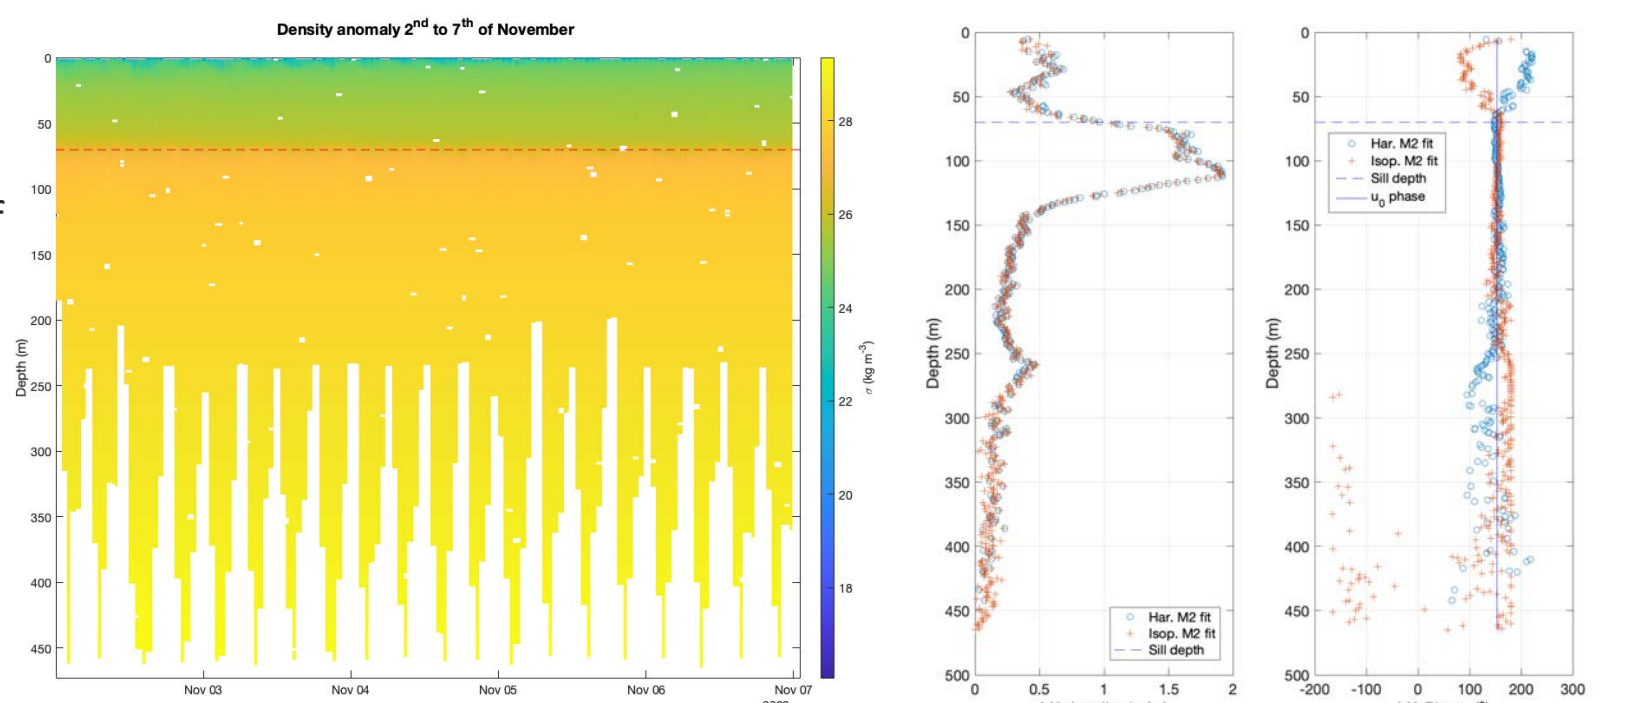 Density anomaly 2nd to 7th of November
0
50
100
150
200
250
300
350
400
450
Depth (m)
Nov 03
Nov 04
Nov 05
Nov 06
Nov 07
28
26
24
22
20
18
σ (kg m-3)
0
50
100
150
200
250
300
350
400
450
500
Depth (m)
0
0.5
1
1.5
2
Har. M2 fit
Isop. M2 fit
Sill depth
0
50
100
150
200
250
300
350
400
450
500
Depth (m)
-200
-100
0
100
200
300
Har. M2 fit
Isop. M2 fit
Sill depth
u0 phase